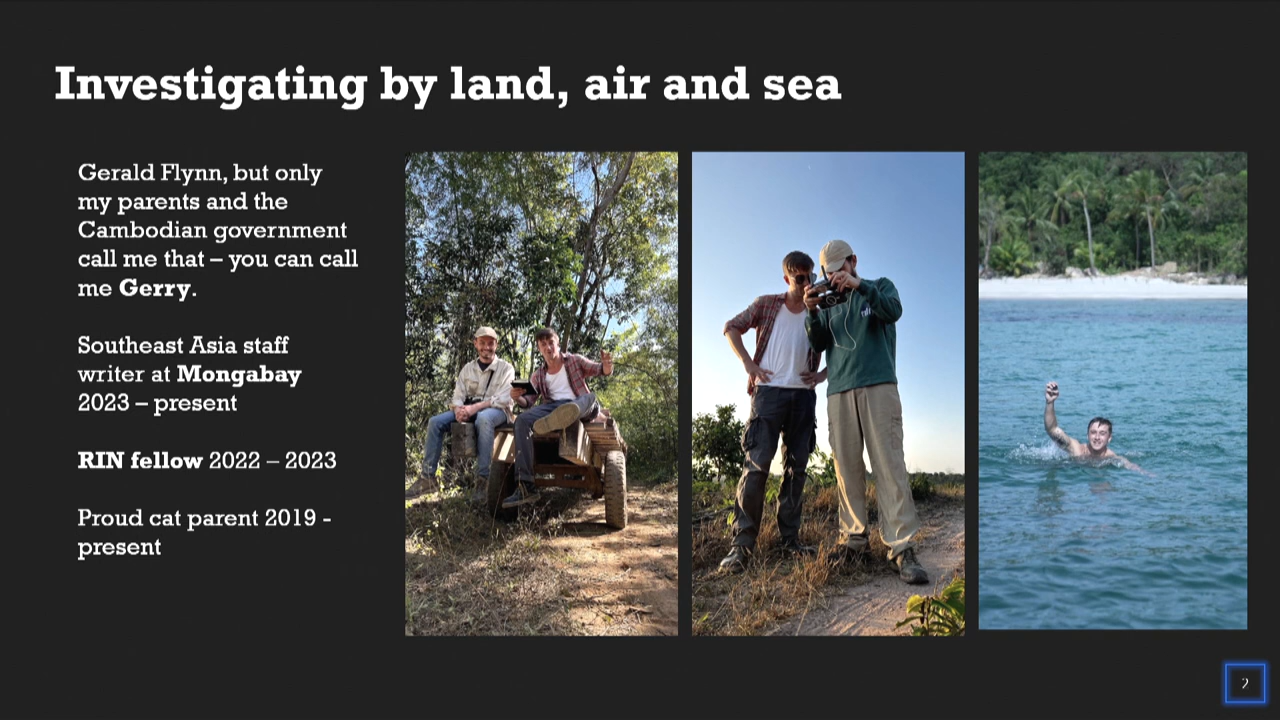 Investigating by land, air and sea
Gerald Flynn, but only
my parents and the
Cambodian government
call me that – you can call
me Gerry.
Southeast Asia staff
writer at Mongabay
2023 – present
RIN fellow 2022 – 2023
Proud cat parent 2019 -
present
2